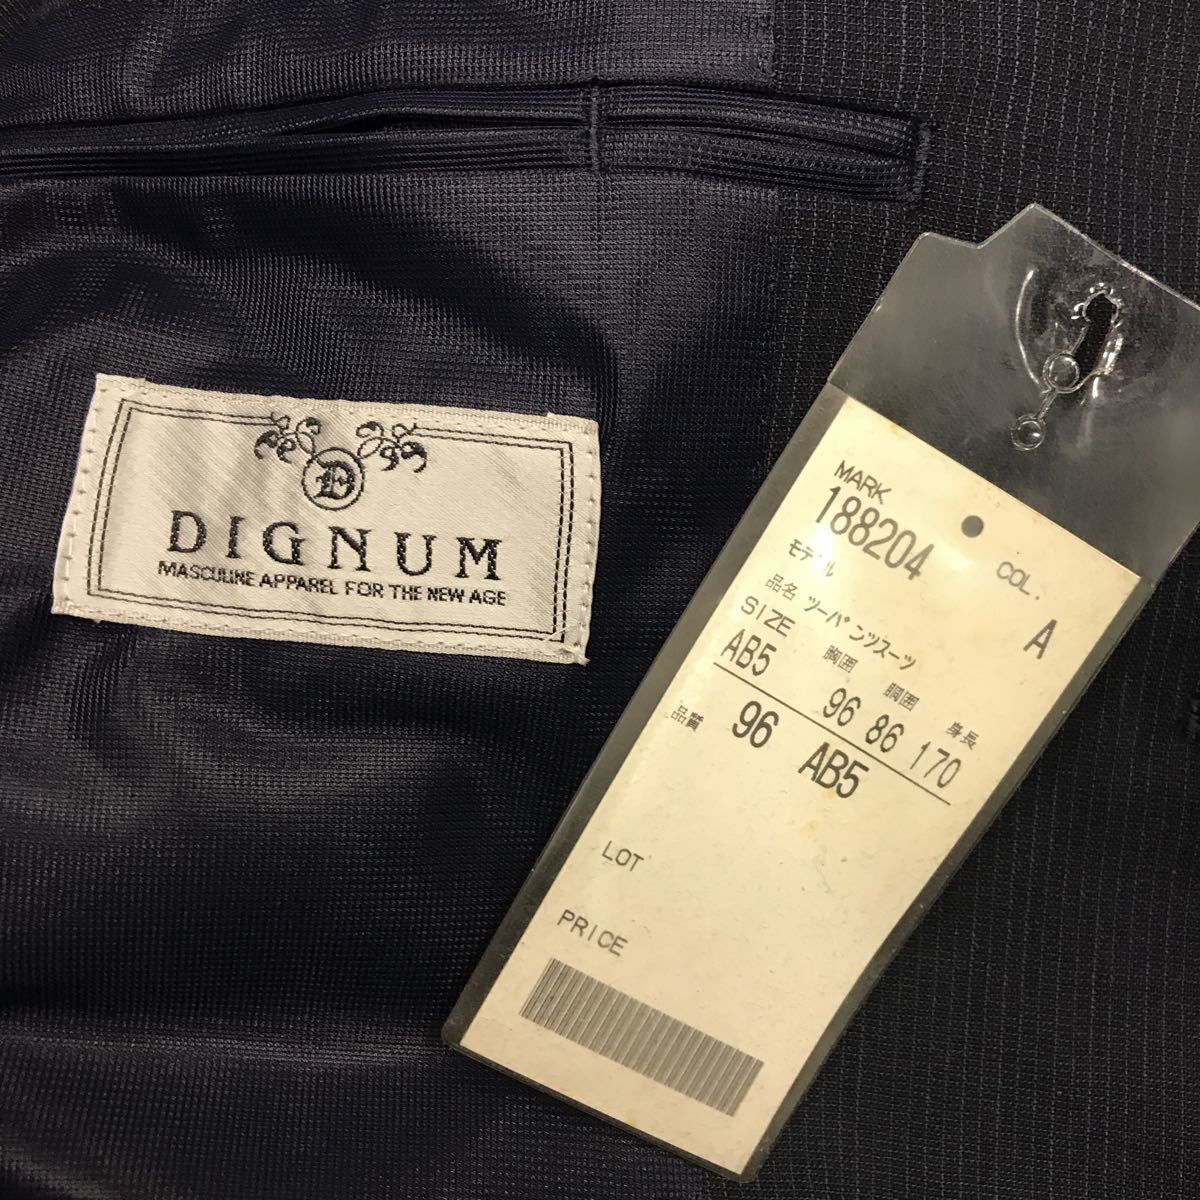 D
DIGNUM
MASCULINE APPAREL FOR THE NEW AGE
MARK
COL.
188204
A
モデル
品名 ツーパンツスーツ
SIZE 胸囲 胴囲 身長
AB5 96 86 170
品質 96 AB5
LOT
PRICE